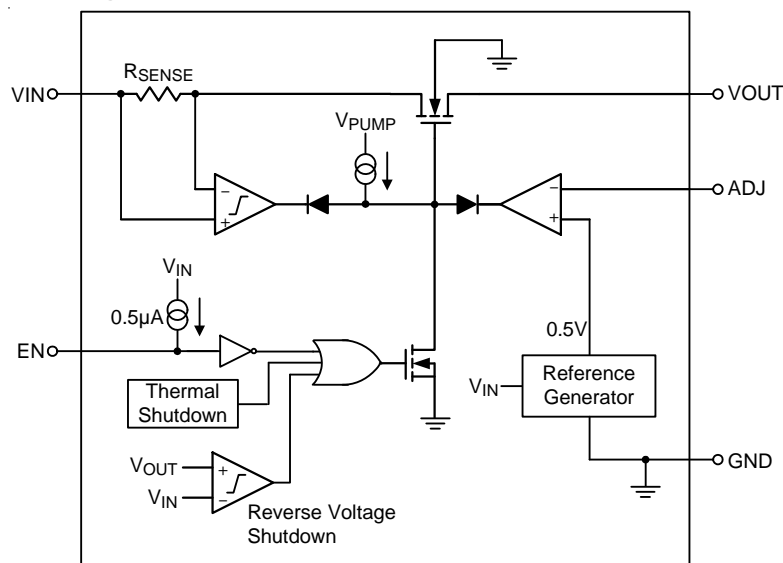 RSENSE
VIN
VOUT
VPUMP
ADJ
-
+
-
+
VIN
0.5µA
EN
0.5V
Thermal
Shutdown
VIN
Reference
Generator
VOUT
+
VIN
-
GND
Reverse Voltage
Shutdown